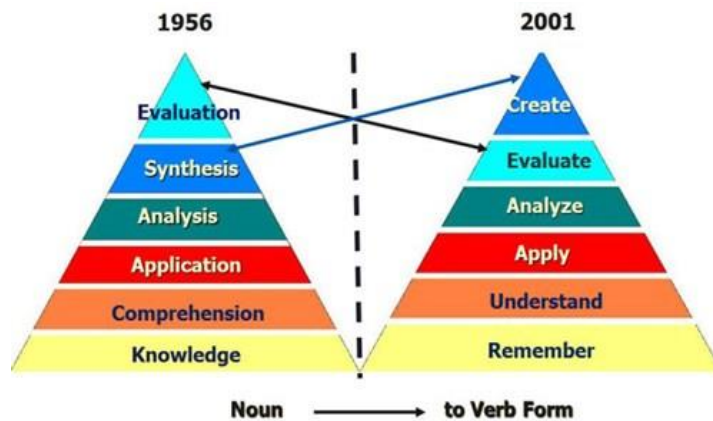 1956
2001
Evaluation
Synthesis
Analysis
Application
Comprehension
Knowledge
Create
Evaluate
Analyze
Apply
Understand
Remember
Noun to Verb Form